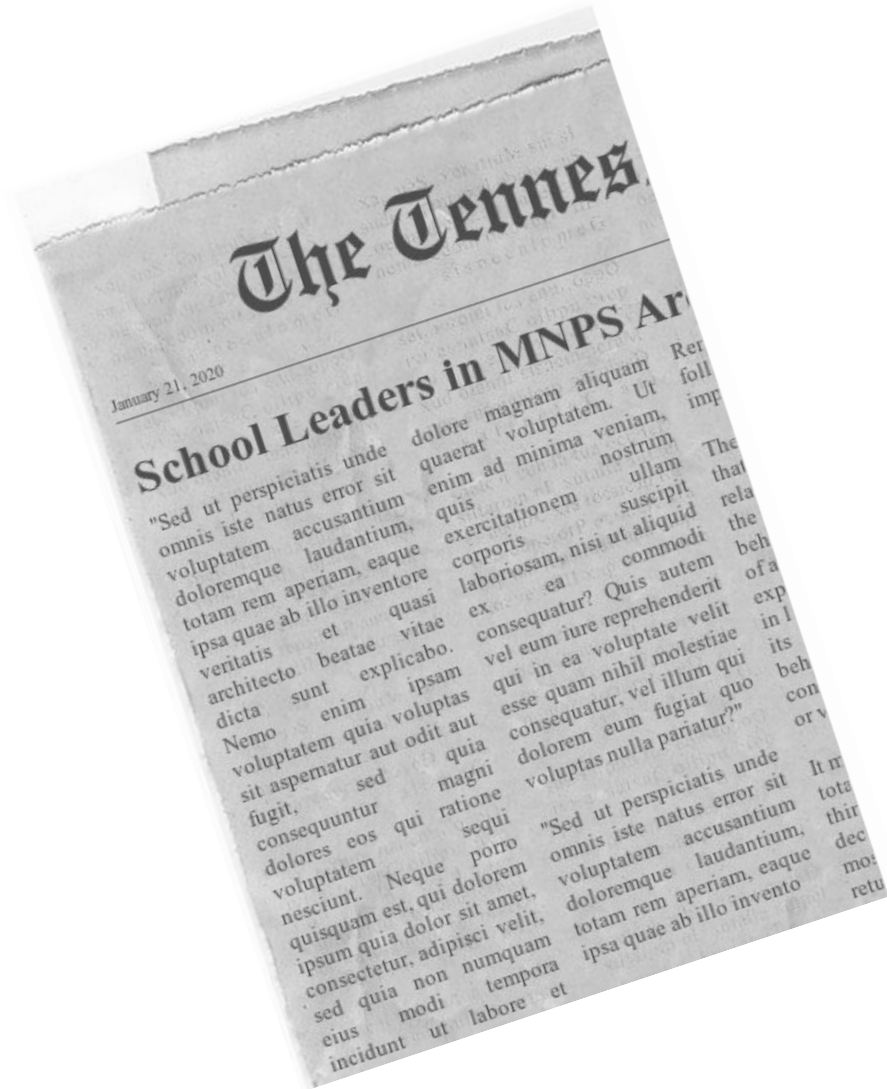 The Tennes
January 21, 2020
School Leaders in MNPS Ar
"Sed ut perspiciatis unde
omnis iste natus error sit
voluptatem accusantium
doloremque laudantium,
totam rem aperiam, eaque
ipsa quae ab illo inventore
veritatis et quasi
architecto beatae vitae
dicta sunt explicabo.
Nemo enim ipsam
voluptatem quia voluptas
sit aspernatur aut odit aut
fugit, sed quia
consequuntur magni
dolores eos qui ratione
voluptatem sequi
nesciunt. Neque porro
quisquam est, qui dolorem
ipsum quia dolor sit amet,
consectetur, adipisci velit,
sed quia non numquam
eius modi tempora
incidunt ut labore et
dolore magnam aliquam
quaerat voluptatem. Ut
enim ad minima veniam,
quis nostrum
exercitationem ullam
corporis suscipit
laboriosam, nisi ut aliquid
ex ea commodi
consequatur? Quis autem
vel eum iure reprehenderit
qui in ea voluptate velit
esse quam nihil molestiae
consequatur, vel illum qui
dolorem eum fugiat quo
voluptas nulla pariatur?"
"Sed ut perspiciatis unde
omnis iste natus error sit
voluptatem accusantium
doloremque laudantium,
totam rem aperiam, eaque
ipsa quae ab illo invento
Rer
foll
imp
The
that
rela
the
beh
of a
exp
in l
its
beh
con
or v
It m
tota
thin
dec
mos
retu